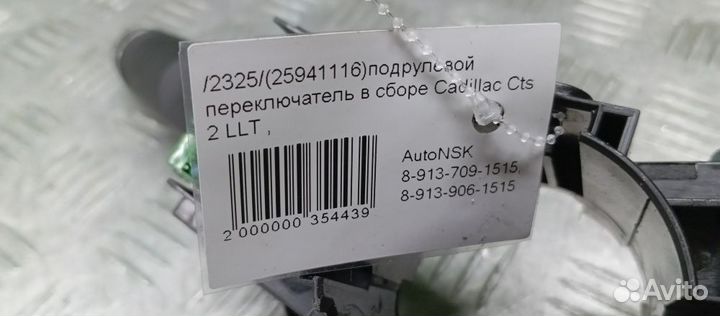 /2325/(25941116)подрулевой
переключатель в сборе Cadillac Cts
2 LLT ,
AutoNSK
8-913-709-1515,
8-913-906-1515
2 000000 354439
Avito